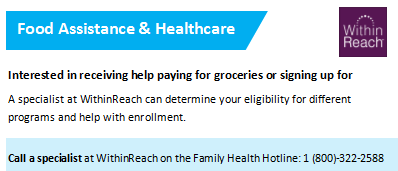 Food Assistance & Healthcare
Within
Reach
Interested in receiving help paying for groceries or signing up for
A specialist at WithinReach can determine your eligibility for different
programs and help with enrollment.
Call a specialist at WithinReach on the Family Health Hotline: 1 (800)-322-2588